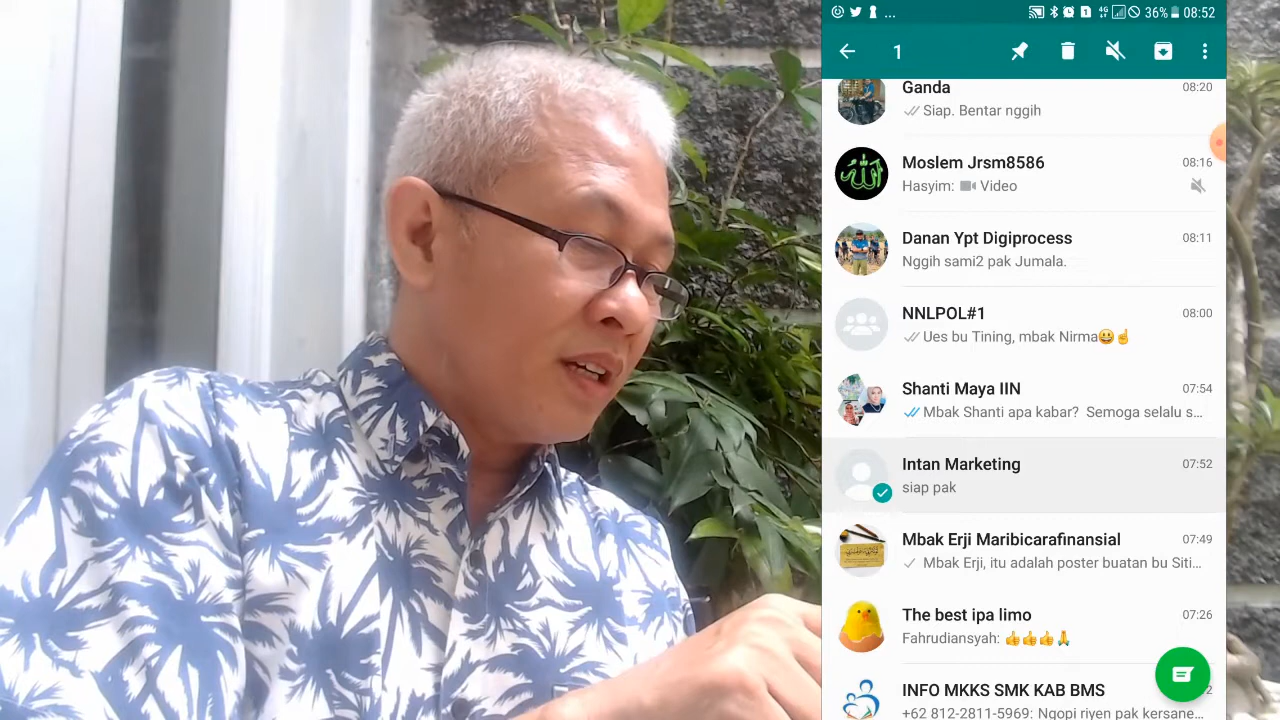 ... 4G 36% 08:52
1
Ganda 08:20
Siap. Bentar nggih
Moslem Jrsm8586 08:16
Hasyim: Video
Danan Ypt Digiprocess 08:11
Nggih sami2 pak Jumala.
NNLPOL#1 08:00
Ues bu Tining, mbak Nirma😀☝
Shanti Maya IIN 07:54
Mbak Shanti apa kabar? Semoga selalu s...
Intan Marketing 07:52
siap pak
Mbak Erji Maribicarafinansial 07:49
Mbak Erji, itu adalah poster buatan bu Siti...
The best ipa limo 07:26
Fahrudiansyah: 👍👍👍🙏
INFO MKKS SMK KAB BMS 2
+62 812-2811-5969: Ngopi riyen pak kersane...